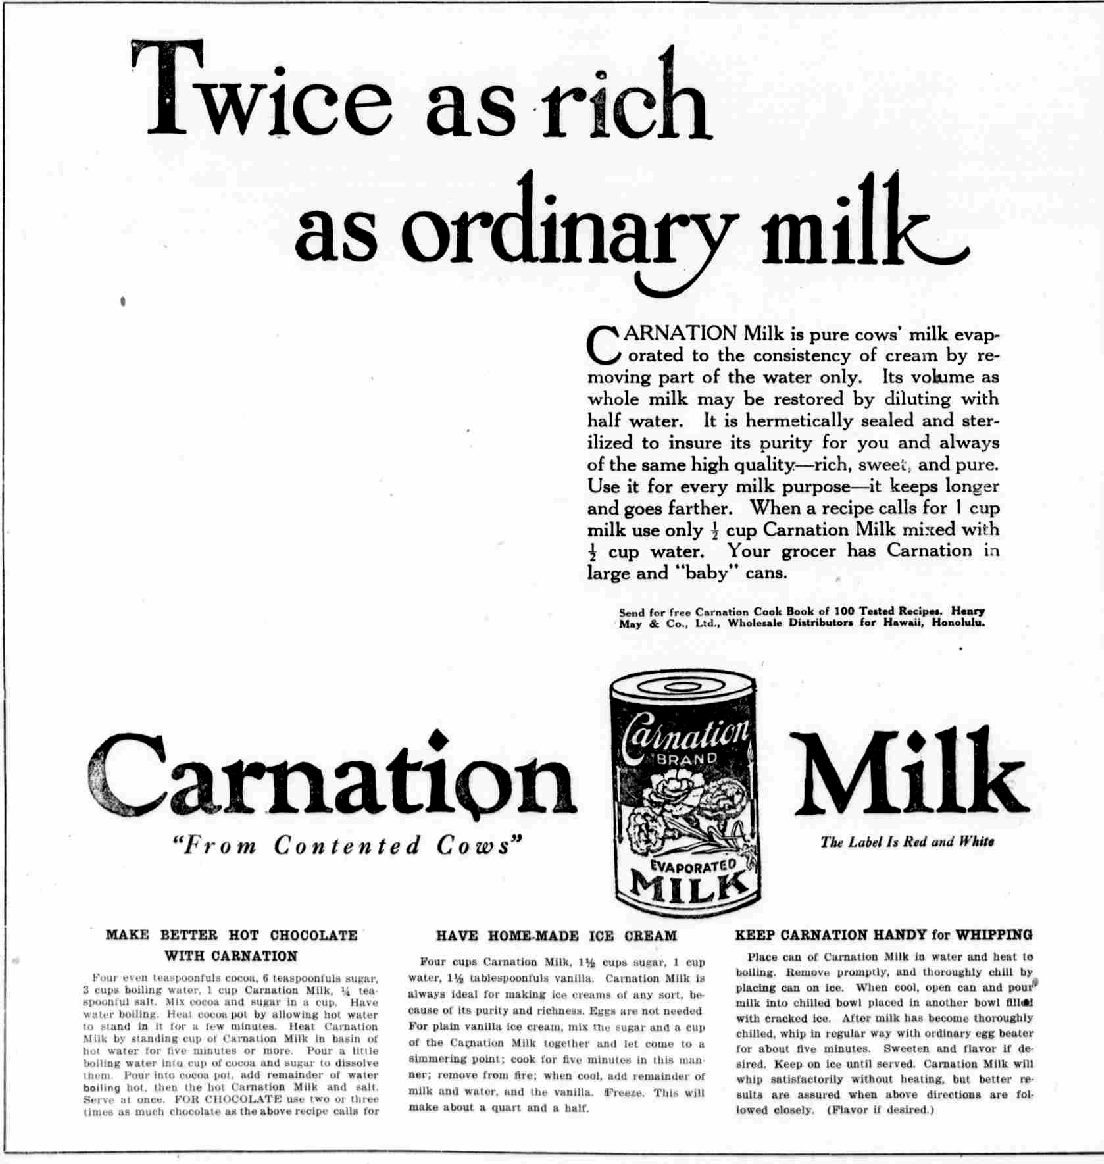 Twice as rich
as ordinary milk
CARNATION Milk is pure cows' milk evap-
orated to the consistency of cream by re-
moving part of the water only. Its volume as
whole milk may be restored by diluting with
half water. It is hermetically sealed and ster-
ilized to insure its purity for you and always
of the same high quality—rich, sweet, and pure.
Use it for every milk purpose—it keeps longer
and goes farther. When a recipe calls for 1 cup
milk use only ½ cup Carnation Milk mixed with
½ cup water. Your grocer has Carnation in
large and "baby" cans.
Send for free Carnation Cook Book of 100 Tested Recipes. Henry
May & Co., Ltd., Wholesale Distributors for Hawaii, Honolulu.
Carnation Milk
"From Contented Cows"
The Label Is Red and White
Carnation
BRAND
EVAPORATED
MILK
MAKE BETTER HOT CHOCOLATE
WITH CARNATION
Four even teaspoonfuls cocoa, 6 teaspoonfuls sugar,
3 cups boiling water, 1 cup Carnation Milk, ¼ tea-
spoonful salt. Mix cocoa and sugar in a cup. Have
water boiling. Heat cocoa pot by allowing hot water
to stand in it for a few minutes. Heat Carnation
Milk by standing cup of Carnation Milk in basin of
hot water for five minutes or more. Pour a little
boiling water into cup of cocoa and sugar to dissolve
them. Pour into cocoa pot, add remainder of water
boiling hot, then the hot Carnation Milk and salt.
Serve at once. FOR CHOCOLATE use two or three
times as much chocolate as the above recipe calls for
HAVE HOME-MADE ICE CREAM
Four cups Carnation Milk, 1½ cups sugar, 1 cup
water, 1½ tablespoonfuls vanilla. Carnation Milk is
always ideal for making ice creams of any sort, be-
cause of its purity and richness. Eggs are not needed
For plain vanilla ice cream, mix the sugar and a cup
of the Carnation Milk together and let come to a
simmering point; cook for five minutes in this man-
ner; remove from fire; when cool, add remainder of
milk and water, and the vanilla. Freeze. This will
make about a quart and a half.
KEEP CARNATION HANDY for WHIPPING
Place can of Carnation Milk in water and heat to
boiling. Remove promptly, and thoroughly chill by
placing can on ice. When cool, open can and pour
milk into chilled bowl placed in another bowl filled
with cracked ice. After milk has become thoroughly
chilled, whip in regular way with ordinary egg beater
for about five minutes. Sweeten and flavor if de-
sired. Keep on ice until served. Carnation Milk will
whip satisfactorily without heating, but better re-
sults are assured when above directions are fol-
lowed closely. (Flavor if desired.)